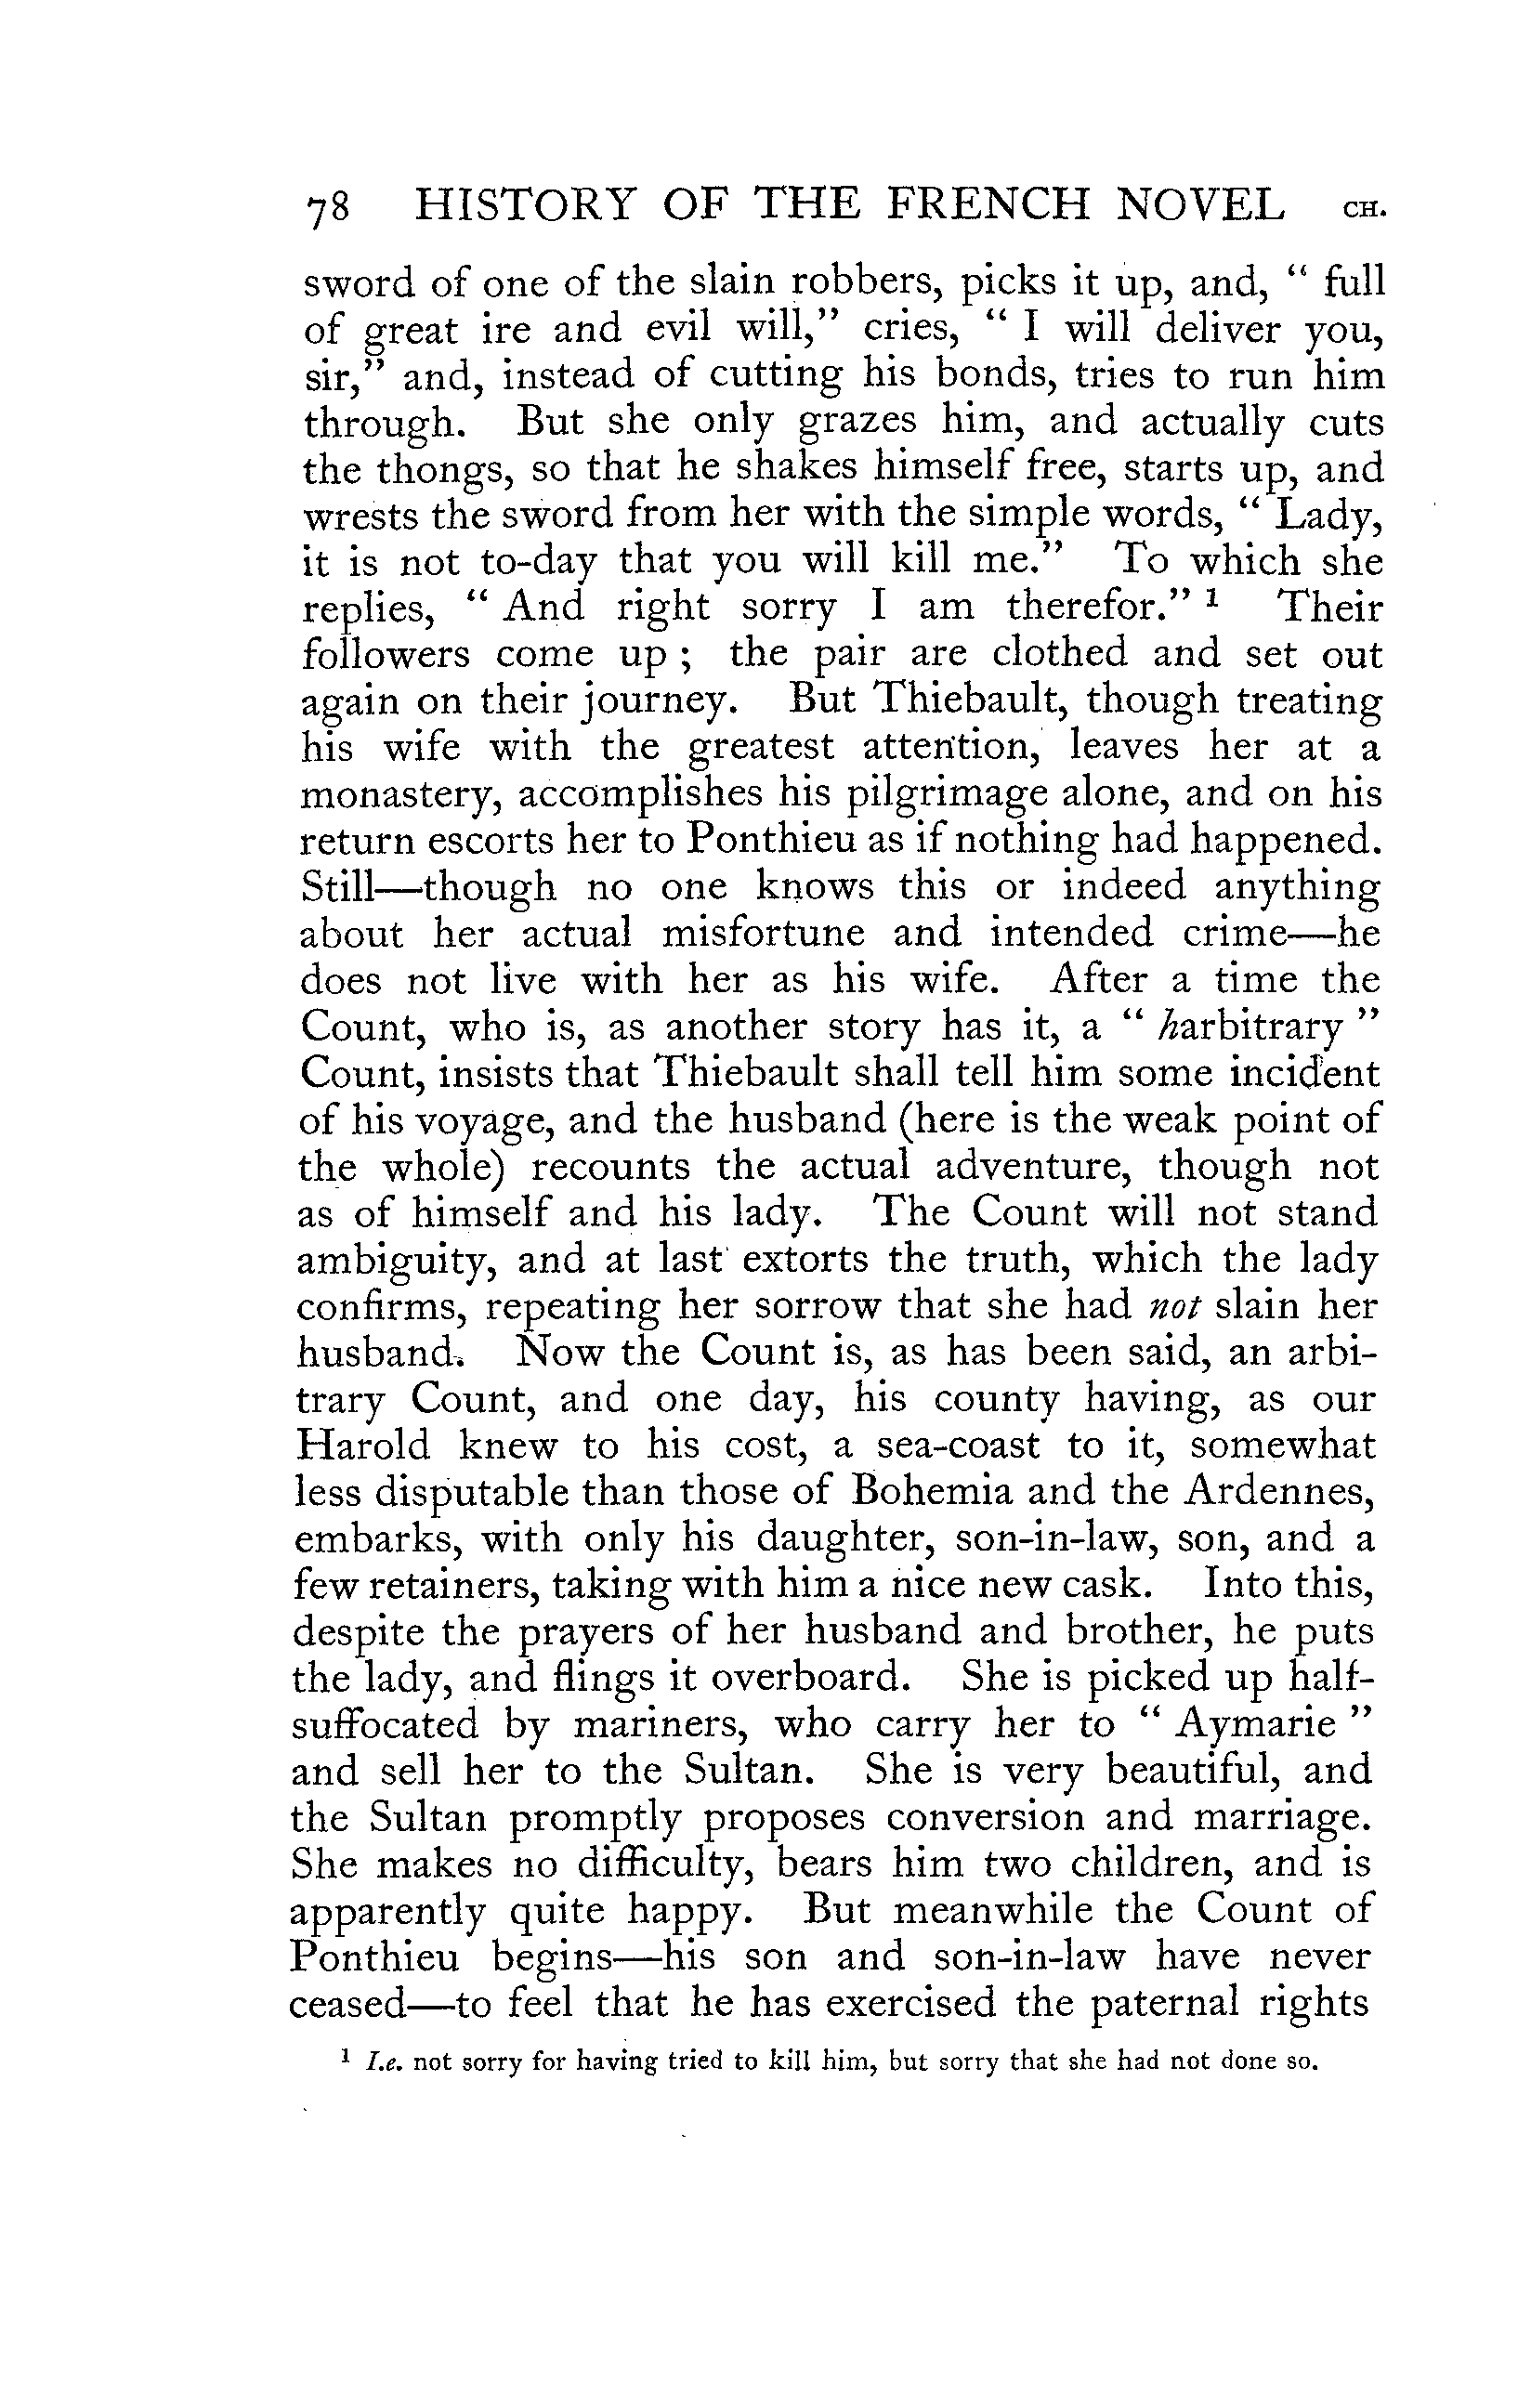 78 HISTORY OF THE FRENCH NOVEL CH.
sword of one of the slain robbers, picks it up, and, “ full
of great ire and evil will,” cries, “ I will deliver you,
sir,” and, instead of cutting his bonds, tries to run him
through. But she only grazes him, and actually cuts
the thongs, so that he shakes himself free, starts up, and
wrests the sword from her with the simple words, “ Lady,
it is not to-day that you will kill me.” To which she
replies, “ And right sorry I am therefor.” ¹ Their
followers come up ; the pair are clothed and set out
again on their journey. But Thiebault, though treating
his wife with the greatest attention, leaves her at a
monastery, accomplishes his pilgrimage alone, and on his
return escorts her to Ponthieu as if nothing had happened.
Still—though no one knows this or indeed anything
about her actual misfortune and intended crime—he
does not live with her as his wife. After a time the
Count, who is, as another story has it, a “ harbitrary ”
Count, insists that Thiebault shall tell him some incident
of his voyage, and the husband (here is the weak point of
the whole) recounts the actual adventure, though not
as of himself and his lady. The Count will not stand
ambiguity, and at last extorts the truth, which the lady
confirms, repeating her sorrow that she had not slain her
husband. Now the Count is, as has been said, an arbi-
trary Count, and one day, his county having, as our
Harold knew to his cost, a sea-coast to it, somewhat
less disputable than those of Bohemia and the Ardennes,
embarks, with only his daughter, son-in-law, son, and a
few retainers, taking with him a nice new cask. Into this,
despite the prayers of her husband and brother, he puts
the lady, and flings it overboard. She is picked up half-
suffocated by mariners, who carry her to “ Aymarie ”
and sell her to the Sultan. She is very beautiful, and
the Sultan promptly proposes conversion and marriage.
She makes no difficulty, bears him two children, and is
apparently quite happy. But meanwhile the Count of
Ponthieu begins—his son and son-in-law have never
ceased—to feel that he has exercised the paternal rights
¹ I.e. not sorry for having tried to kill him, but sorry that she had not done so.